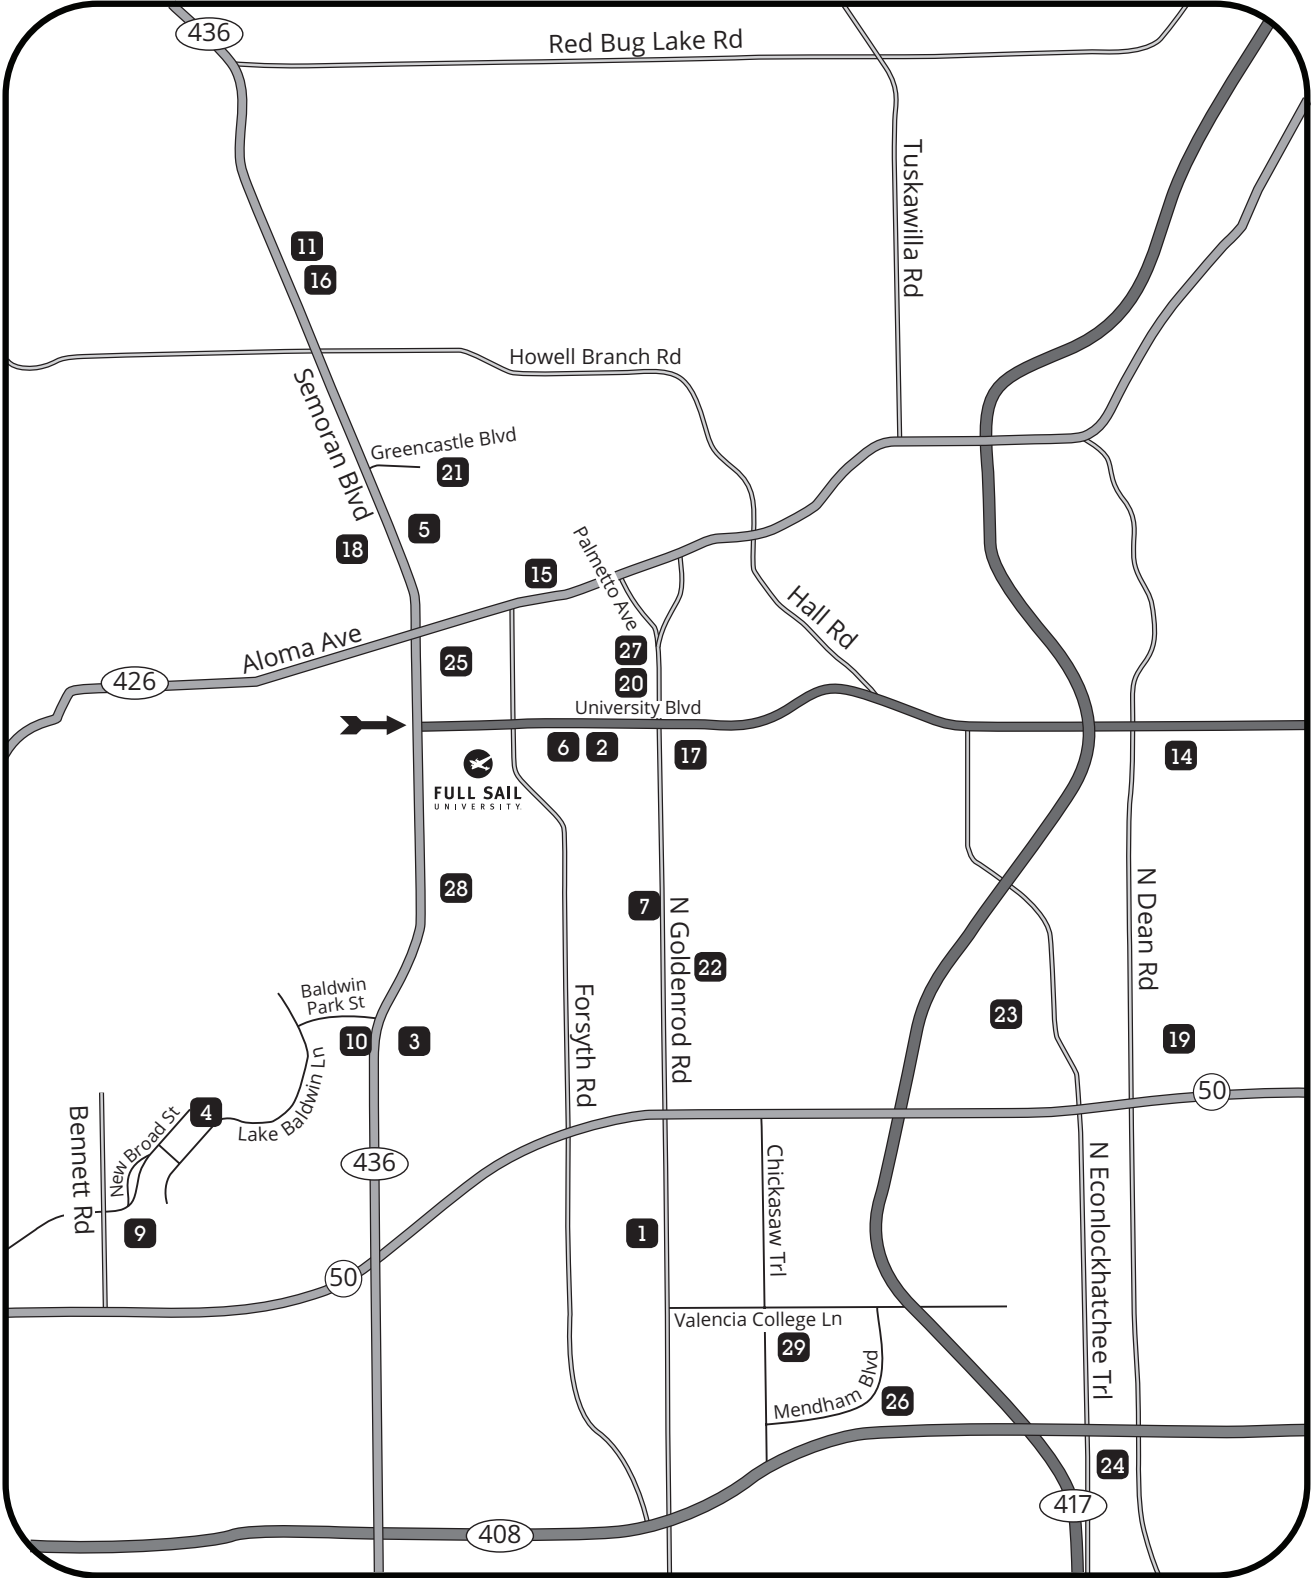 436
Red Bug Lake Rd
Tuskawilla Rd
11
16
Howell Branch Rd
Semoran Blvd
Greencastle Blvd
21
5
18
Palmetto Ave
15
Hall Rd
Aloma Ave
27
25
426
20
University Blvd
6
2
17
14
FULL SAIL
UNIVERSITY.
28
7
N Goldenrod Rd
N Dean Rd
22
Baldwin
Park St
Forsyth Rd
23
10
3
19
Lake Baldwin Ln
50
4
New Broad St
Bennett Rd
436
Chickasaw Trl
N Econlockhatchee Trl
9
1
50
Valencia College Ln
29
Mendham Blvd
26
24
417
408